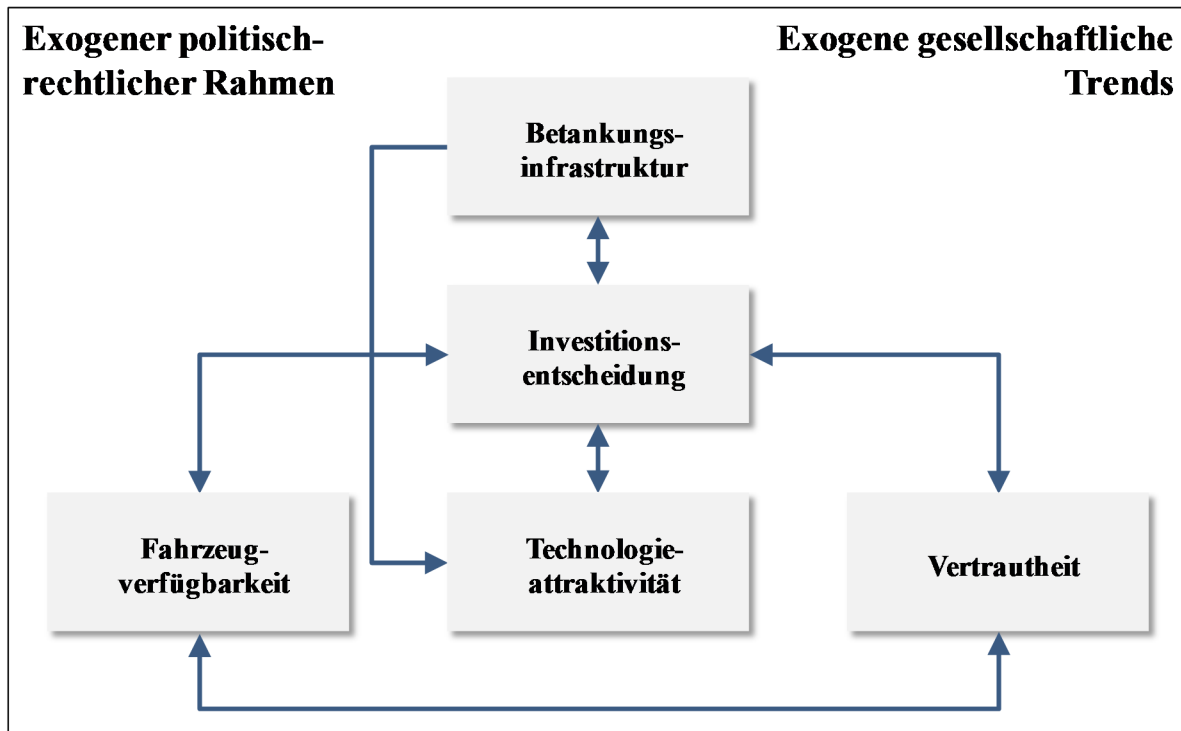 Exogener politisch-
rechtlicher Rahmen
Exogene gesellschaftliche
Trends
Betankungs-
infrastruktur
Investitions-
entscheidung
Fahrzeug-
verfügbarkeit
Technologie-
attraktivität
Vertrautheit